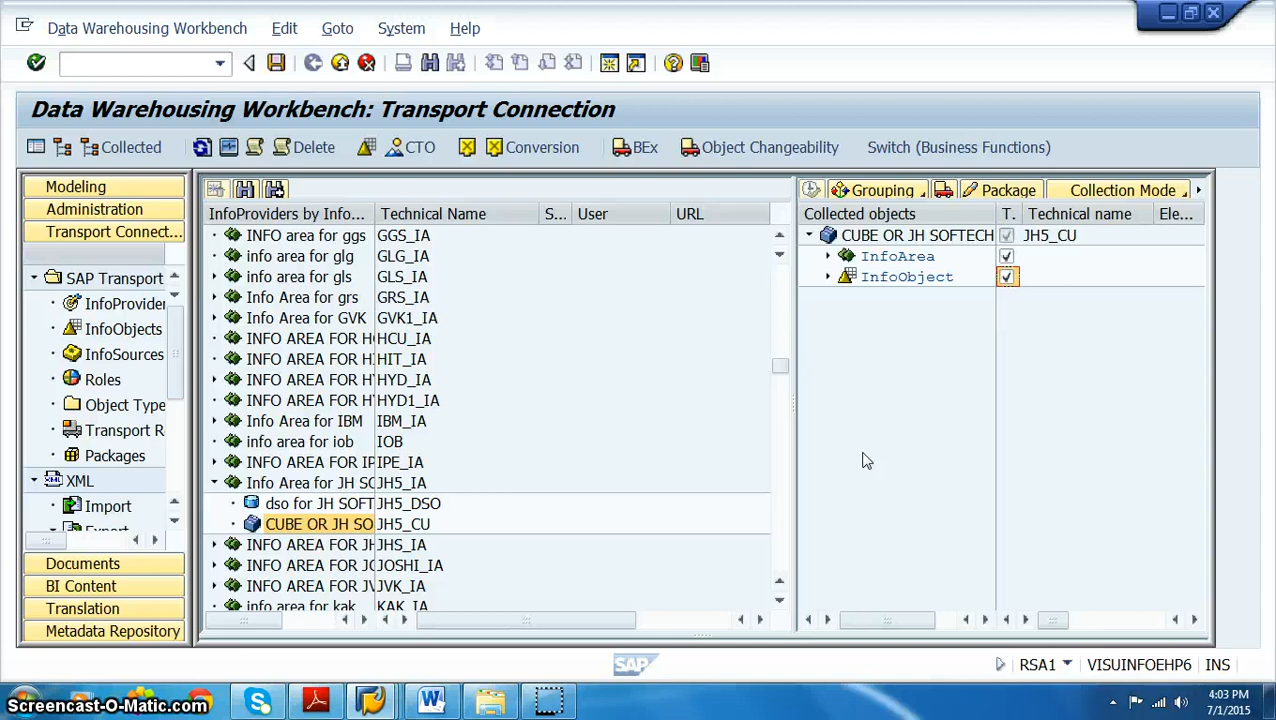 Data Warehousing Workbench Edit Goto System Help
Data Warehousing Workbench: Transport Connection
Collected Delete CTO Conversion BEx Object Changeability Switch (Business Functions)
Modeling
Administration
Transport Connect...
SAP Transport
InfoProvider
InfoObjects
InfoSources
Roles
Object Type
Transport R
Packages
XML
Import
Export
Documents
BI Content
Translation
Metadata Repository
InfoProviders by Info... Technical Name S... User URL
INFO area for ggs GGS_IA
info area for glg GLG_IA
info area for gls GLS_IA
Info Area for grs GRS_IA
Info Area for GVK GVK1_IA
INFO AREA FOR HC HCU_IA
INFO AREA FOR HI HIT_IA
INFO AREA FOR HY HYD_IA
INFO AREA FOR HY HYD1_IA
Info Area for IBM IBM_IA
info area for iob IOB
INFO AREA FOR IP IPE_IA
Info Area for JH SO JH5_IA
dso for JH SOFT JH5_DSO
CUBE OR JH SO JH5_CU
INFO AREA FOR JH JHS_IA
INFO AREA FOR JO JOSHI_IA
INFO AREA FOR JV JVK_IA
info area for kak KAK_IA
Grouping Package Collection Mode
Collected objects T. Technical name Ele...
CUBE OR JH SOFTECH JH5_CU
InfoArea
InfoObject
SAP
RSA1 VISUINFOEHP6 INS
Screencast-O-Matic.com
4:03 PM
7/1/2015